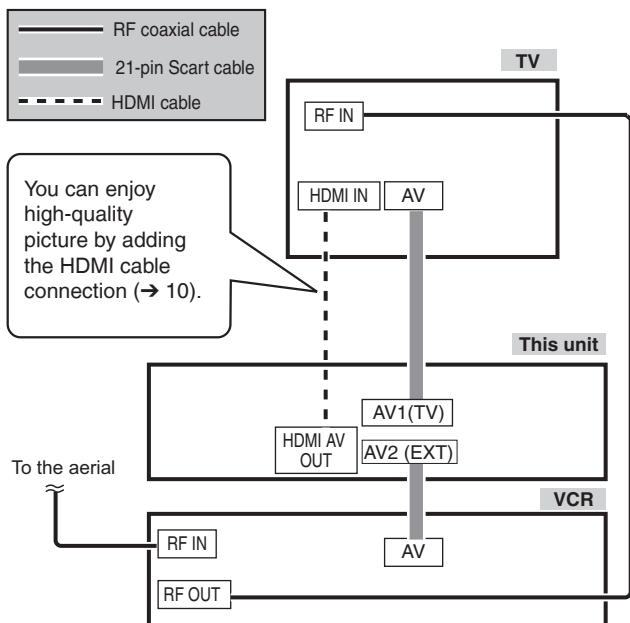 RF coaxial cable
21-pin Scart cable
HDMI cable
TV
RF IN
HDMI IN
AV
You can enjoy
high-quality
picture by adding
the HDMI cable
connection (➔ 10).
This unit
AV1(TV)
HDMI AV
OUT
AV2 (EXT)
To the aerial
VCR
RF IN
AV
RF OUT